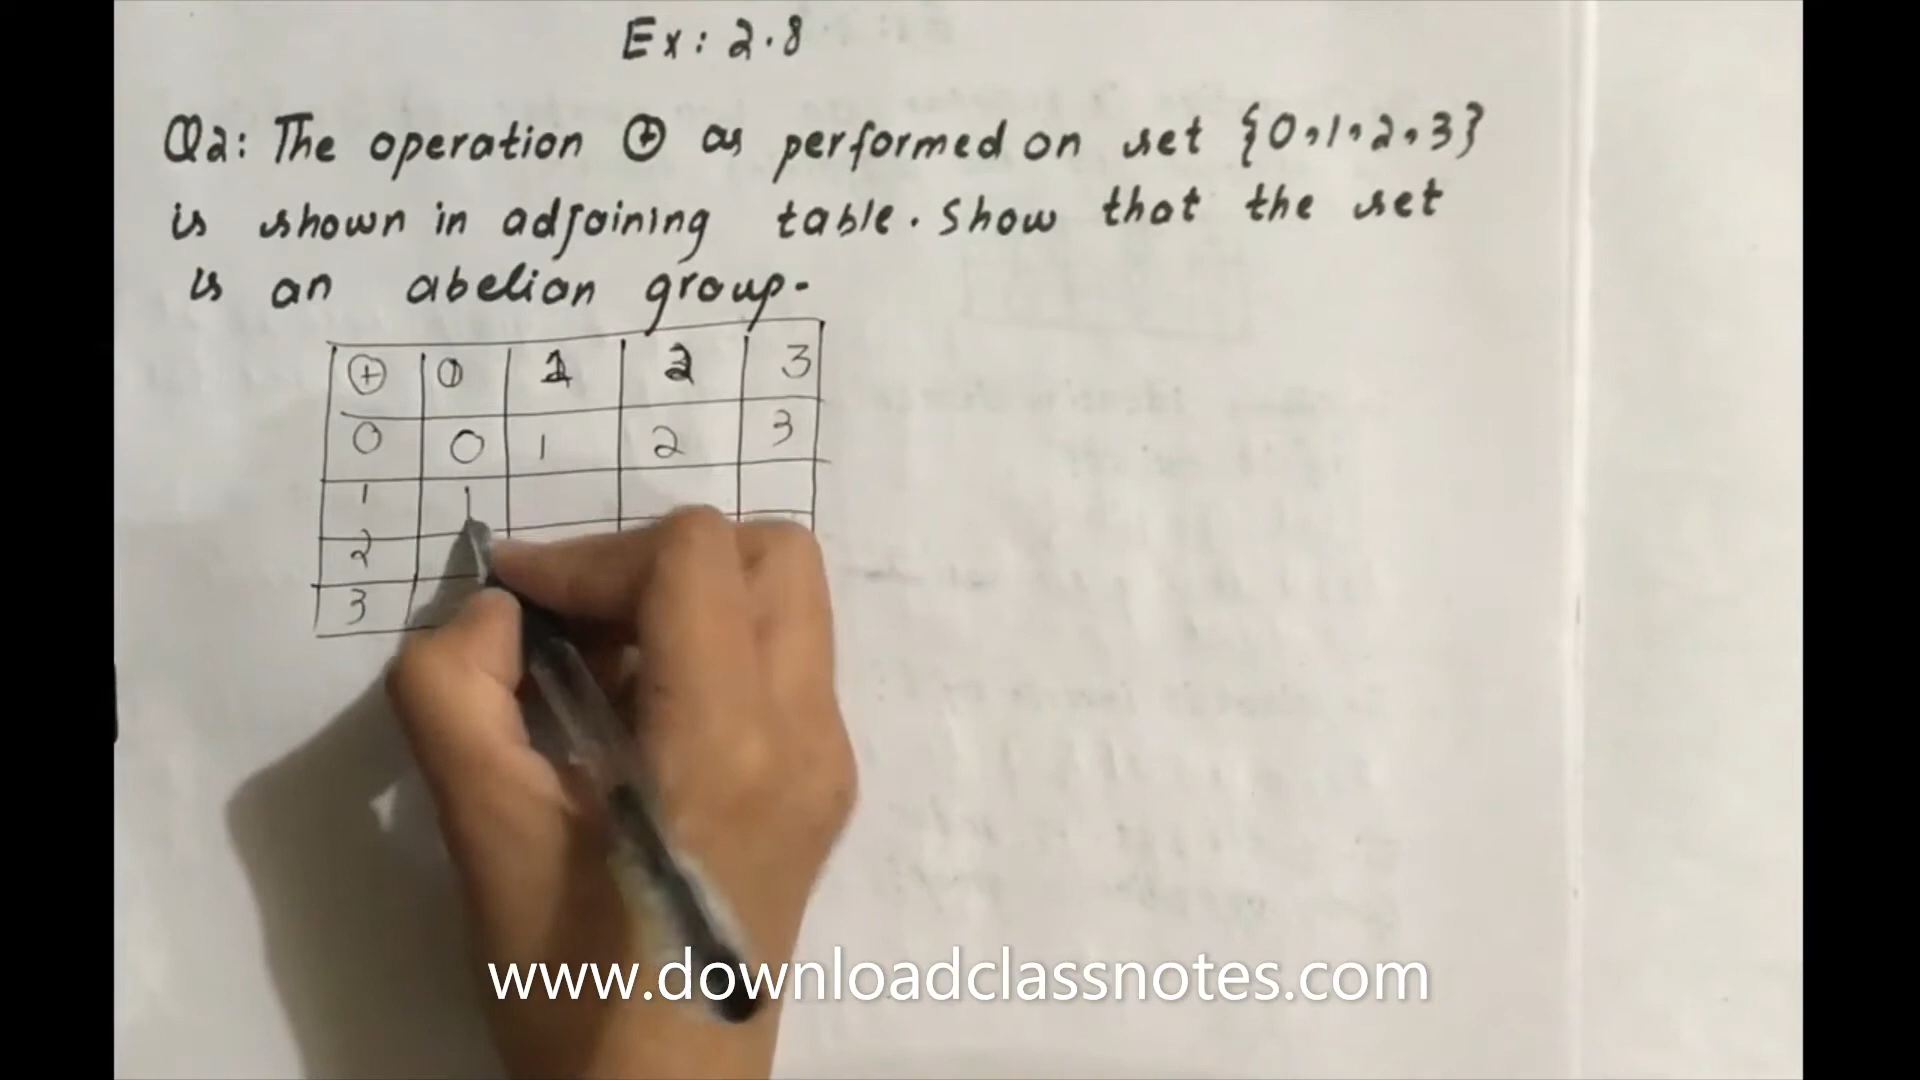 Ex: 2.8
Q2: The operation ⊕ as performed on set {0,1,2,3}
is shown in adjoining table. Show that the set
is an abelian group.
⊕ 0 1 2 3
0 0 1 2 3
1 1
2
3
www.downloadclassnotes.com